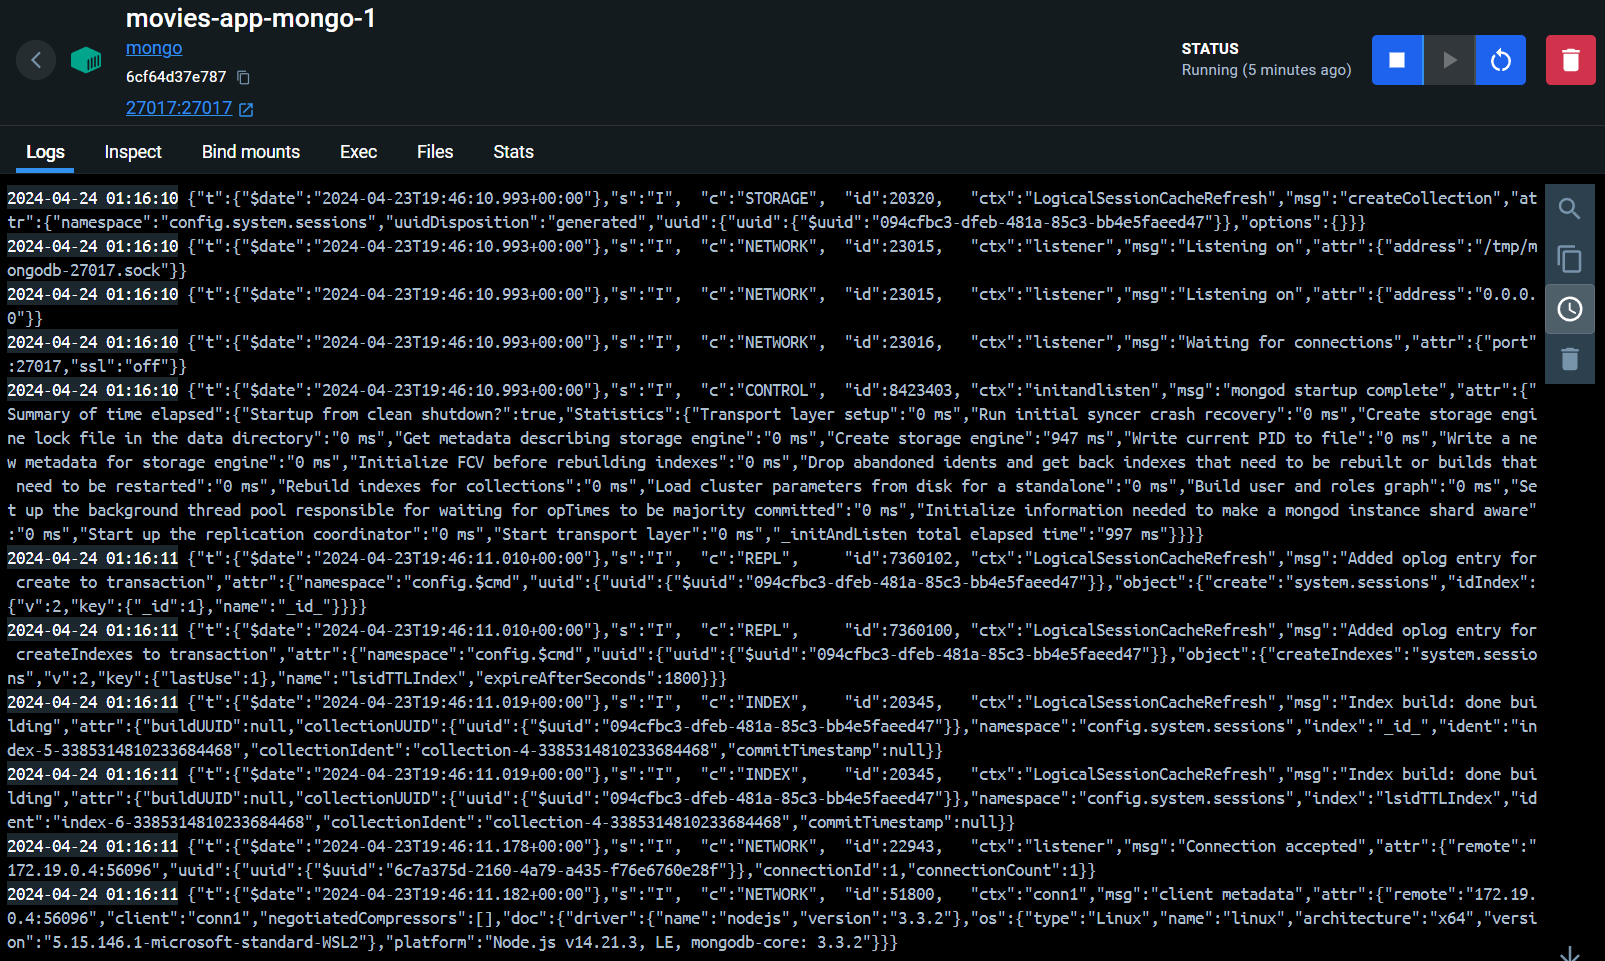 movies-app-mongo-1
mongo
6cf64d37e787
27017:27017
STATUS
Running (5 minutes ago)
Logs Inspect Bind mounts Exec Files Stats
2024-04-24 01:16:10 {"t":{"$date":"2024-04-23T19:46:10.993+00:00"},"s":"I", "c":"STORAGE", "id":20320, "ctx":"LogicalSessionCacheRefresh","msg":"createCollection","at
tr":{"namespace":"config.system.sessions","uuidDisposition":"generated","uuid":{"uuid":{"$uuid":"094cfbc3-dfeb-481a-85c3-bb4e5faeed47"}},"options":{}}}
2024-04-24 01:16:10 {"t":{"$date":"2024-04-23T19:46:10.993+00:00"},"s":"I", "c":"NETWORK", "id":23015, "ctx":"listener","msg":"Listening on","attr":{"address":"/tmp/m
ongodb-27017.sock"}}
2024-04-24 01:16:10 {"t":{"$date":"2024-04-23T19:46:10.993+00:00"},"s":"I", "c":"NETWORK", "id":23015, "ctx":"listener","msg":"Listening on","attr":{"address":"0.0.0.
0"}}
2024-04-24 01:16:10 {"t":{"$date":"2024-04-23T19:46:10.993+00:00"},"s":"I", "c":"NETWORK", "id":23016, "ctx":"listener","msg":"Waiting for connections","attr":{"port"
:27017,"ssl":"off"}}
2024-04-24 01:16:10 {"t":{"$date":"2024-04-23T19:46:10.993+00:00"},"s":"I", "c":"CONTROL", "id":8423403, "ctx":"initandlisten","msg":"mongod startup complete","attr":{"
Summary of time elapsed":{"Startup from clean shutdown?":true,"Statistics":{"Transport layer setup":"0 ms","Run initial syncer crash recovery":"0 ms","Create storage engi
ne lock file in the data directory":"0 ms","Get metadata describing storage engine":"0 ms","Create storage engine":"947 ms","Write current PID to file":"0 ms","Write a ne
w metadata for storage engine":"0 ms","Initialize FCV before rebuilding indexes":"0 ms","Drop abandoned idents and get back indexes that need to be rebuilt or builds that
need to be restarted":"0 ms","Rebuild indexes for collections":"0 ms","Load cluster parameters from disk for a standalone":"0 ms","Build user and roles graph":"0 ms","Se
t up the background thread pool responsible for waiting for opTimes to be majority committed":"0 ms","Initialize information needed to make a mongod instance shard aware"
:"0 ms","Start up the replication coordinator":"0 ms","Start transport layer":"0 ms","_initAndListen total elapsed time":"997 ms"}}}}
2024-04-24 01:16:11 {"t":{"$date":"2024-04-23T19:46:11.010+00:00"},"s":"I", "c":"REPL", "id":7360102, "ctx":"LogicalSessionCacheRefresh","msg":"Added oplog entry for
create to transaction","attr":{"namespace":"config.$cmd","uuid":{"uuid":{"$uuid":"094cfbc3-dfeb-481a-85c3-bb4e5faeed47"}},"object":{"create":"system.sessions","idIndex":
{"v":2,"key":{"_id":1},"name":"_id_"}}}}
2024-04-24 01:16:11 {"t":{"$date":"2024-04-23T19:46:11.010+00:00"},"s":"I", "c":"REPL", "id":7360100, "ctx":"LogicalSessionCacheRefresh","msg":"Added oplog entry for
createIndexes to transaction","attr":{"namespace":"config.$cmd","uuid":{"uuid":{"$uuid":"094cfbc3-dfeb-481a-85c3-bb4e5faeed47"}},"object":{"createIndexes":"system.sessio
ns","v":2,"key":{"lastUse":1},"name":"lsidTTLIndex","expireAfterSeconds":1800}}}
2024-04-24 01:16:11 {"t":{"$date":"2024-04-23T19:46:11.019+00:00"},"s":"I", "c":"INDEX", "id":20345, "ctx":"LogicalSessionCacheRefresh","msg":"Index build: done bui
lding","attr":{"buildUUID":null,"collectionUUID":{"uuid":{"$uuid":"094cfbc3-dfeb-481a-85c3-bb4e5faeed47"}},"namespace":"config.system.sessions","index":"_id_","ident":"in
dex-5-3385314810233684468","collectionIdent":"collection-4-3385314810233684468","commitTimestamp":null}}
2024-04-24 01:16:11 {"t":{"$date":"2024-04-23T19:46:11.019+00:00"},"s":"I", "c":"INDEX", "id":20345, "ctx":"LogicalSessionCacheRefresh","msg":"Index build: done bui
lding","attr":{"buildUUID":null,"collectionUUID":{"uuid":{"$uuid":"094cfbc3-dfeb-481a-85c3-bb4e5faeed47"}},"namespace":"config.system.sessions","index":"lsidTTLIndex","id
ent":"index-6-3385314810233684468","collectionIdent":"collection-4-3385314810233684468","commitTimestamp":null}}
2024-04-24 01:16:11 {"t":{"$date":"2024-04-23T19:46:11.178+00:00"},"s":"I", "c":"NETWORK", "id":22943, "ctx":"listener","msg":"Connection accepted","attr":{"remote":"
172.19.0.4:56096","uuid":{"uuid":{"$uuid":"6c7a375d-2160-4a79-a435-f76e6760e28f"}},"connectionId":1,"connectionCount":1}}
2024-04-24 01:16:11 {"t":{"$date":"2024-04-23T19:46:11.182+00:00"},"s":"I", "c":"NETWORK", "id":51800, "ctx":"conn1","msg":"client metadata","attr":{"remote":"172.19.
0.4:56096","client":"conn1","negotiatedCompressors":[],"doc":{"driver":{"name":"nodejs","version":"3.3.2"},"os":{"type":"Linux","name":"linux","architecture":"x64","versi
on":"5.15.146.1-microsoft-standard-WSL2"},"platform":"Node.js v14.21.3, LE, mongodb-core: 3.3.2"}}}